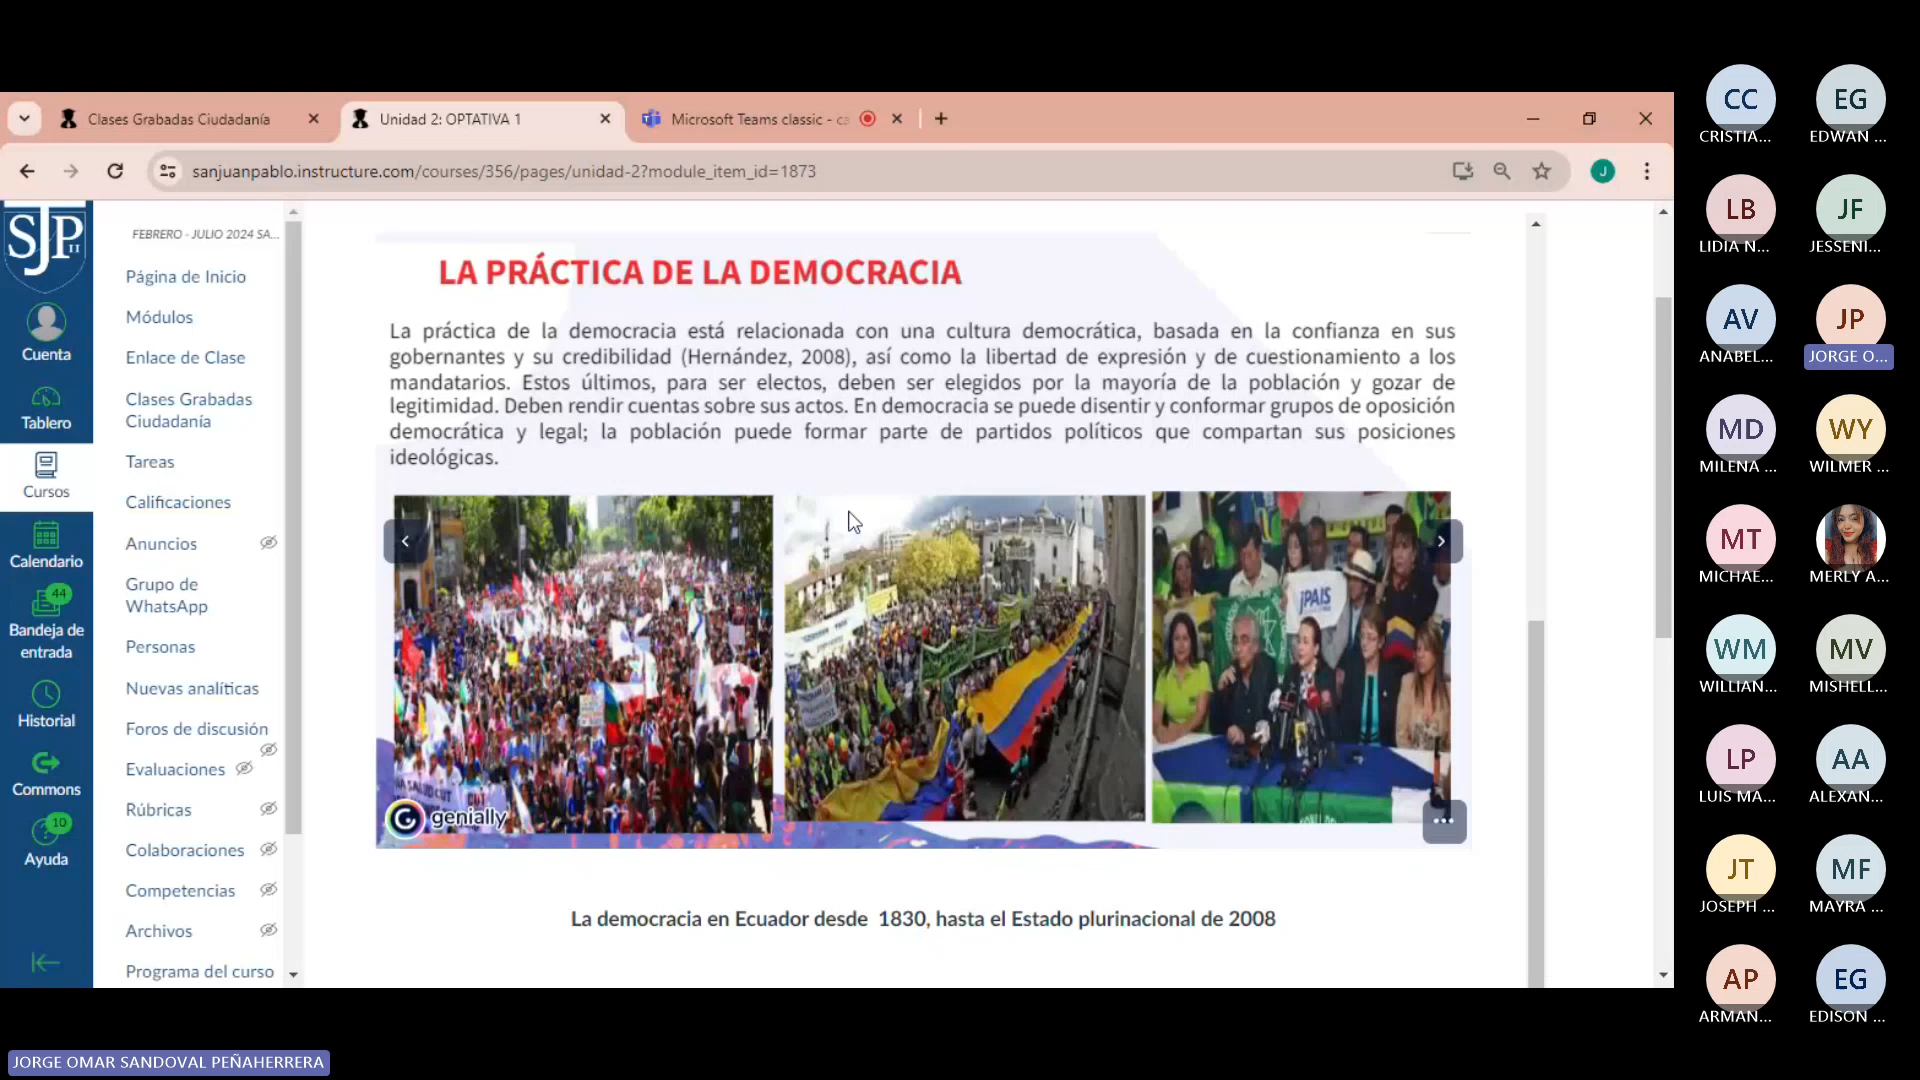 Clases Grabadas Ciudadanía
Unidad 2: OPTATIVA 1
Microsoft Teams classic - ca
sanjuanpablo.instructure.com/courses/356/pages/unidad-2?module_item_id=1873
J
SJP II
Cuenta
Tablero
Cursos
Calendario
44
Bandeja de
entrada
Historial
Commons
10
Ayuda
FEBRERO - JULIO 2024 SA...
Página de Inicio
Módulos
Enlace de Clase
Clases Grabadas
Ciudadanía
Tareas
Calificaciones
Anuncios
Grupo de
WhatsApp
Personas
Nuevas analíticas
Foros de discusión
Evaluaciones
Rúbricas
Colaboraciones
Competencias
Archivos
Programa del curso
LA PRÁCTICA DE LA DEMOCRACIA
La práctica de la democracia está relacionada con una cultura democrática, basada en la confianza en sus
gobernantes y su credibilidad (Hernández, 2008), así como la libertad de expresión y de cuestionamiento a los
mandatarios. Estos últimos, para ser electos, deben ser elegidos por la mayoría de la población y gozar de
legitimidad. Deben rendir cuentas sobre sus actos. En democracia se puede disentir y conformar grupos de oposición
democrática y legal; la población puede formar parte de partidos políticos que compartan sus posiciones
ideológicas.
PAIS
genially
La democracia en Ecuador desde 1830, hasta el Estado plurinacional de 2008
CC
CRISTIA...
EG
EDWAN ...
LB
LIDIA N...
JF
JESSENI...
AV
ANABEL...
JP
JORGE O...
MD
MILENA ...
WY
WILMER ...
MT
MICHAE...
MERLY A...
WM
WILLIAN...
MV
MISHELL...
LP
LUIS MA...
AA
ALEXAN...
JT
JOSEPH ...
MF
MAYRA ...
AP
ARMAN...
EG
EDISON ...
JORGE OMAR SANDOVAL PEÑAHERRERA